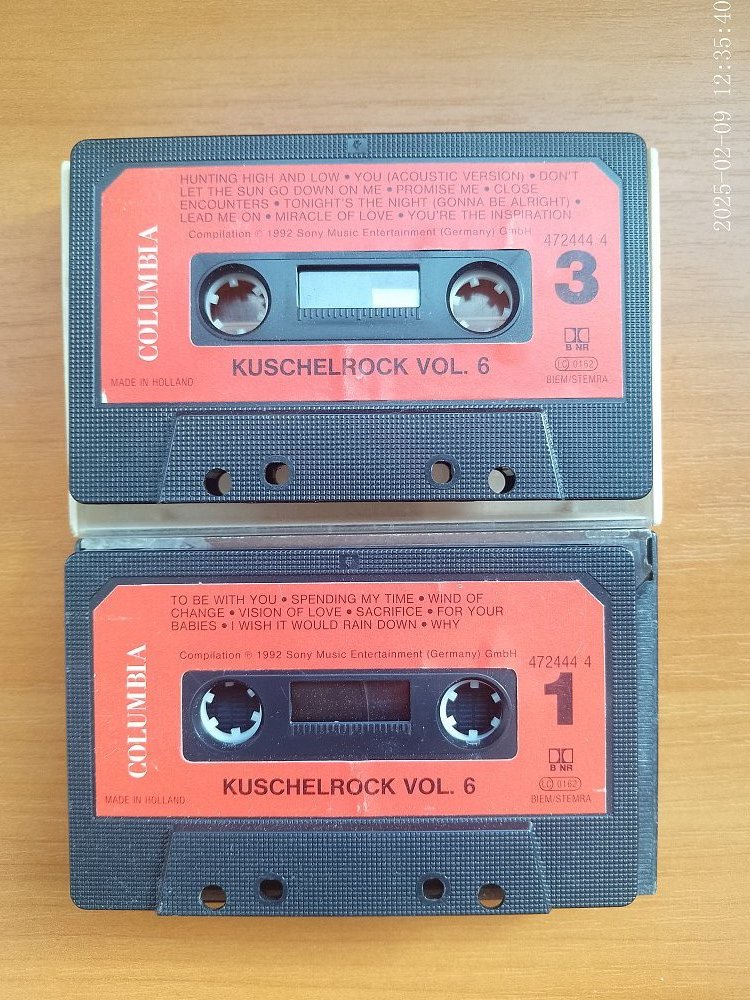 2025-02-09 12:35:40
HUNTING HIGH AND LOW • YOU (ACOUSTIC VERSION) • DON'T
LET THE SUN GO DOWN ON ME • PROMISE ME • CLOSE
ENCOUNTERS • TONIGHT'S THE NIGHT (GONNA BE ALRIGHT) •
LEAD ME ON • MIRACLE OF LOVE • YOU'RE THE INSPIRATION
Compilation ℗ 1992 Sony Music Entertainment (Germany) GmbH
472444 4
3
COLUMBIA
B NR
KUSCHELROCK VOL. 6
LC 0162
MADE IN HOLLAND
BIEM/STEMRA
TO BE WITH YOU • SPENDING MY TIME • WIND OF
CHANGE • VISION OF LOVE • SACRIFICE • FOR YOUR
BABIES • I WISH IT WOULD RAIN DOWN • WHY
Compilation ℗ 1992 Sony Music Entertainment (Germany) GmbH
472444 4
1
COLUMBIA
B NR
KUSCHELROCK VOL. 6
LC 0162
MADE IN HOLLAND
BIEM/STEMRA